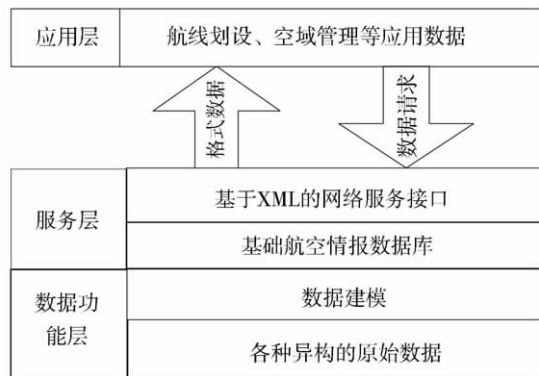 应用层
航线划设、空域管理等应用数据
格式数据
数据请求
服务层
基于XML的网络服务接口
基础航空情报数据库
数据功
能层
数据建模
各种异构的原始数据